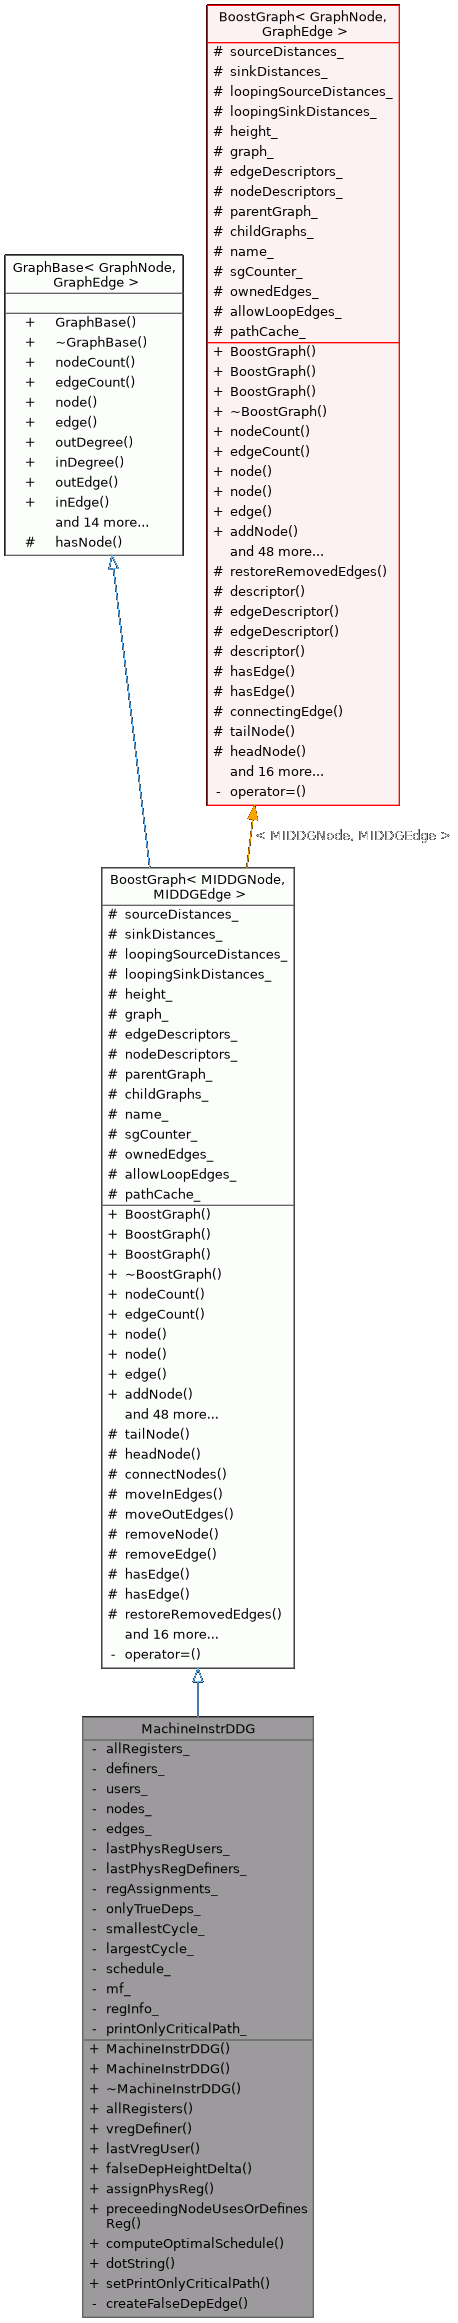 BoostGraph< GraphNode,
GraphEdge >
# sourceDistances_
# sinkDistances_
# loopingSourceDistances_
# loopingSinkDistances_
# height_
# graph_
# edgeDescriptors_
# nodeDescriptors_
# parentGraph_
# childGraphs_
# name_
# sgCounter_
# ownedEdges_
# allowLoopEdges_
# pathCache_
+ BoostGraph()
+ BoostGraph()
+ BoostGraph()
+ ~BoostGraph()
+ nodeCount()
+ edgeCount()
+ node()
+ node()
+ edge()
+ addNode()
and 48 more...
# restoreRemovedEdges()
# descriptor()
# edgeDescriptor()
# edgeDescriptor()
# descriptor()
# hasEdge()
# hasEdge()
# connectingEdge()
# tailNode()
# headNode()
and 16 more...
- operator=()
GraphBase< GraphNode,
GraphEdge >
+ GraphBase()
+ ~GraphBase()
+ nodeCount()
+ edgeCount()
+ node()
+ edge()
+ outDegree()
+ inDegree()
+ outEdge()
+ inEdge()
and 14 more...
# hasNode()
< MIDDGNode, MIDDGEdge >
BoostGraph< MIDDGNode,
MIDDGEdge >
# sourceDistances_
# sinkDistances_
# loopingSourceDistances_
# loopingSinkDistances_
# height_
# graph_
# edgeDescriptors_
# nodeDescriptors_
# parentGraph_
# childGraphs_
# name_
# sgCounter_
# ownedEdges_
# allowLoopEdges_
# pathCache_
+ BoostGraph()
+ BoostGraph()
+ BoostGraph()
+ ~BoostGraph()
+ nodeCount()
+ edgeCount()
+ node()
+ node()
+ edge()
+ addNode()
and 48 more...
# tailNode()
# headNode()
# connectNodes()
# moveInEdges()
# moveOutEdges()
# removeNode()
# removeEdge()
# hasEdge()
# hasEdge()
# restoreRemovedEdges()
and 16 more...
- operator=()
MachineInstrDDG
- allRegisters_
- definers_
- users_
- nodes_
- edges_
- lastPhysRegUsers_
- lastPhysRegDefiners_
- regAssignments_
- onlyTrueDeps_
- smallestCycle_
- largestCycle_
- schedule_
- mf_
- regInfo_
- printOnlyCriticalPath_
+ MachineInstrDDG()
+ MachineInstrDDG()
+ ~MachineInstrDDG()
+ allRegisters()
+ vregDefiner()
+ lastVregUser()
+ falseDepHeightDelta()
+ assignPhysReg()
+ preceedingNodeUsesOrDefines
Reg()
+ computeOptimalSchedule()
+ dotString()
+ setPrintOnlyCriticalPath()
- createFalseDepEdge()